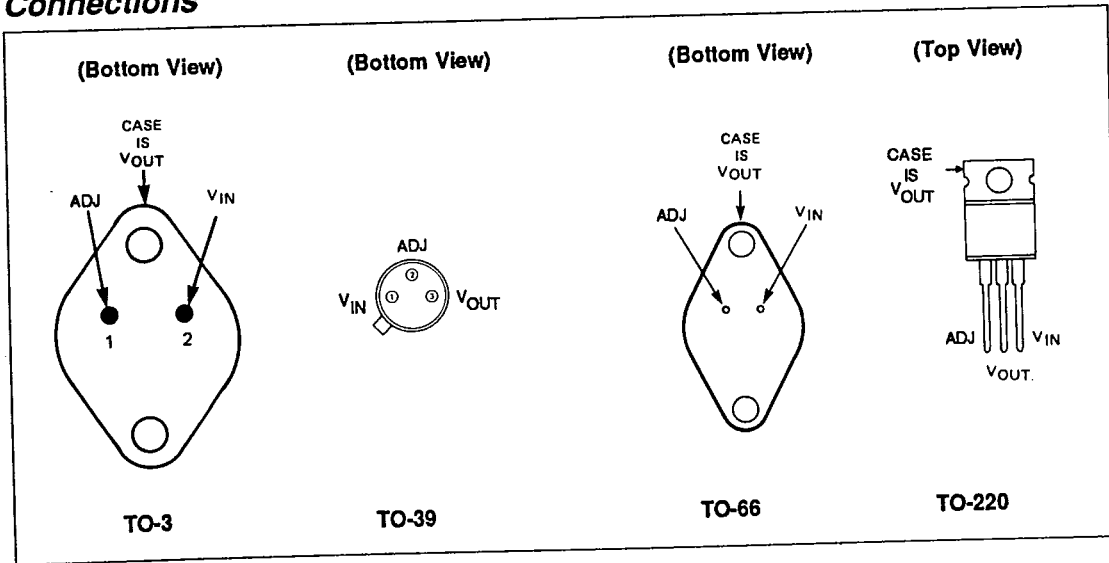 Connections
(Bottom View)
(Bottom View)
(Bottom View)
(Top View)
CASE
IS
VOUT
ADJ
VIN
1
2
TO-3
ADJ
VIN
1
2
3
VOUT
TO-39
CASE
IS
VOUT
ADJ
VIN
TO-66
CASE
IS
VOUT
ADJ
VIN
VOUT.
TO-220